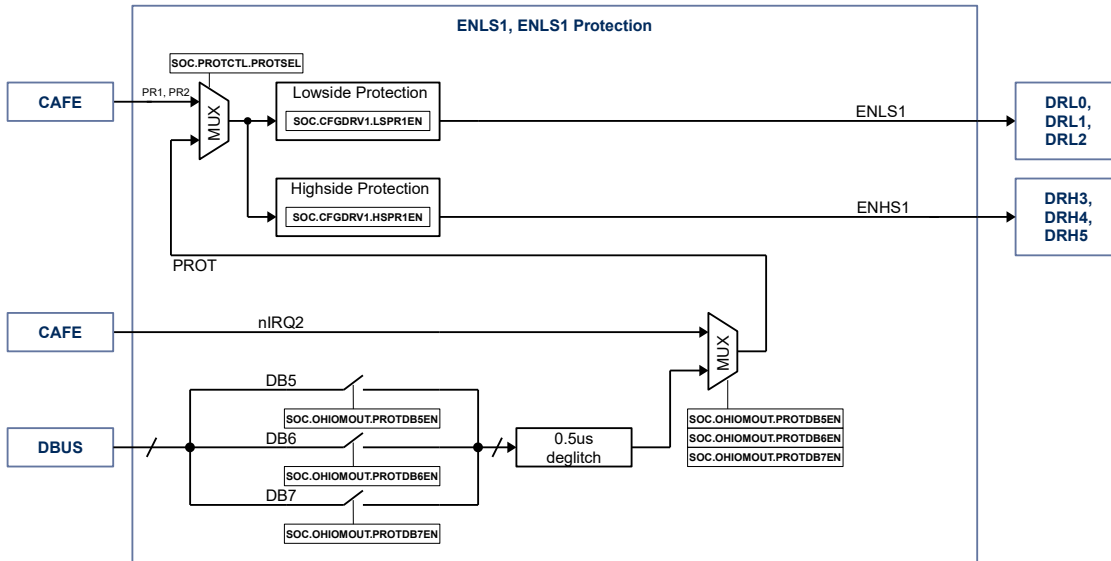 ENLS1, ENLS1 Protection
SOC.PROTCTL.PROTSEL
CAFE
PR1, PR2
MUX
Lowside Protection
SOC.CFGDRV1.LSPR1EN
ENLS1
DRL0,
DRL1,
DRL2
Highside Protection
SOC.CFGDRV1.HSPR1EN
ENHS1
DRH3,
DRH4,
DRH5
PROT
CAFE
nIRQ2
MUX
DB5
SOC.OHIOMOUT.PROTDB5EN
SOC.OHIOMOUT.PROTDB5EN
SOC.OHIOMOUT.PROTDB6EN
SOC.OHIOMOUT.PROTDB7EN
DBUS
DB6
0.5us
deglitch
SOC.OHIOMOUT.PROTDB6EN
DB7
SOC.OHIOMOUT.PROTDB7EN